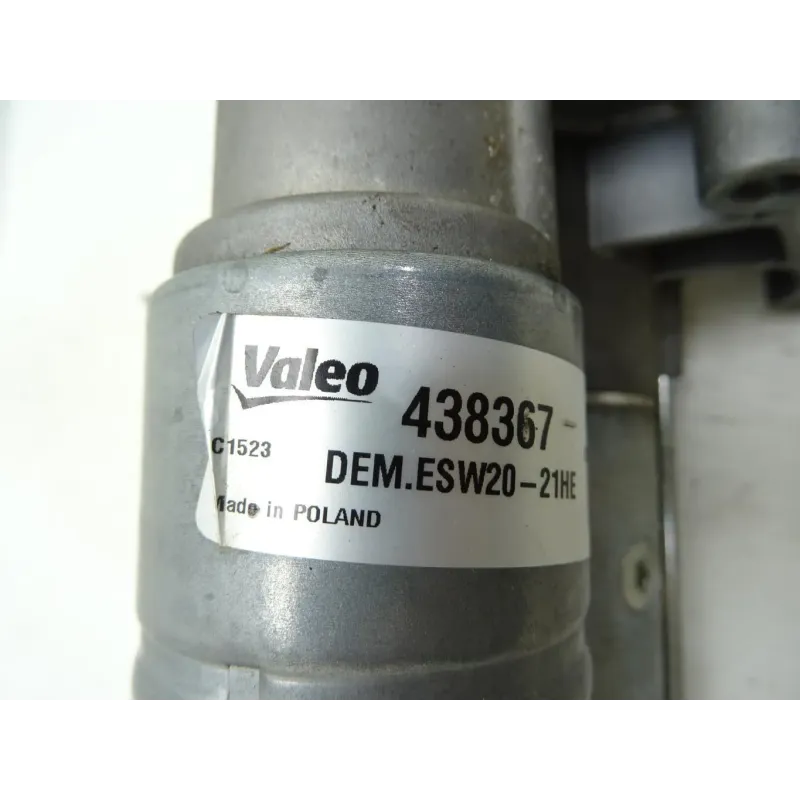 Valeo
438367-
C1523
DEM.ESW20-21HE
Made in POLAND